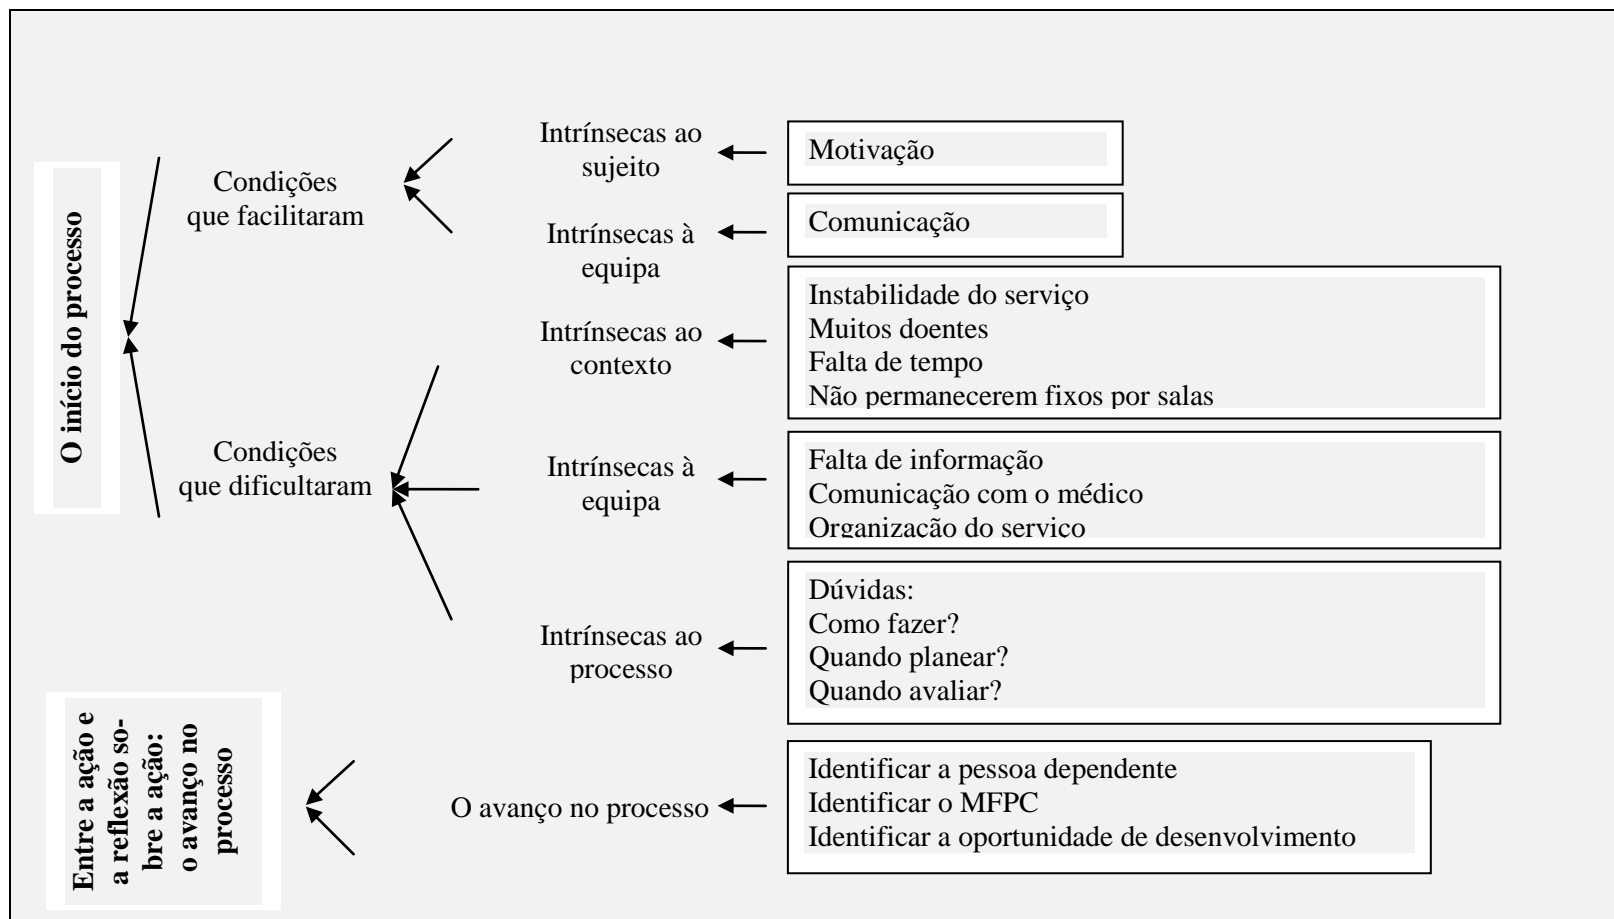 O início do processo
Condições
que facilitaram
Intrínsecas ao
sujeito
Motivação
Intrínsecas à
equipa
Comunicação
Condições
que dificultaram
Intrínsecas ao
contexto
Instabilidade do serviço
Muitos doentes
Falta de tempo
Não permanecerem fixos por salas
Intrínsecas à
equipa
Falta de informação
Comunicação com o médico
Organização do serviço
Intrínsecas ao
processo
Dúvidas:
Como fazer?
Quando planear?
Quando avaliar?
Entre a ação e
a reflexão so-
bre a ação:
o avanço no
processo
O avanço no processo
Identificar a pessoa dependente
Identificar o MFPC
Identificar a oportunidade de desenvolvimento